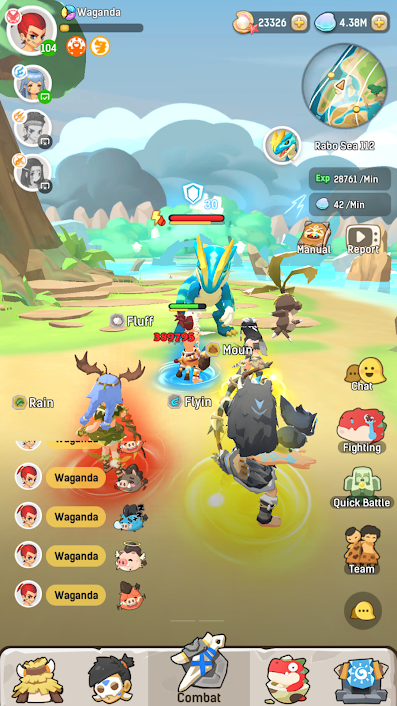 Waganda
23326
4.38M
104
30
Rabo Sea 112
Exp 28761 /Min
42 /Min
Manual
Report
Fluff
389795
Moun
Rain
Flyin
Chat
Waganda
Fighting
Waganda
Quick Battle
Waganda
Team
Waganda
Combat